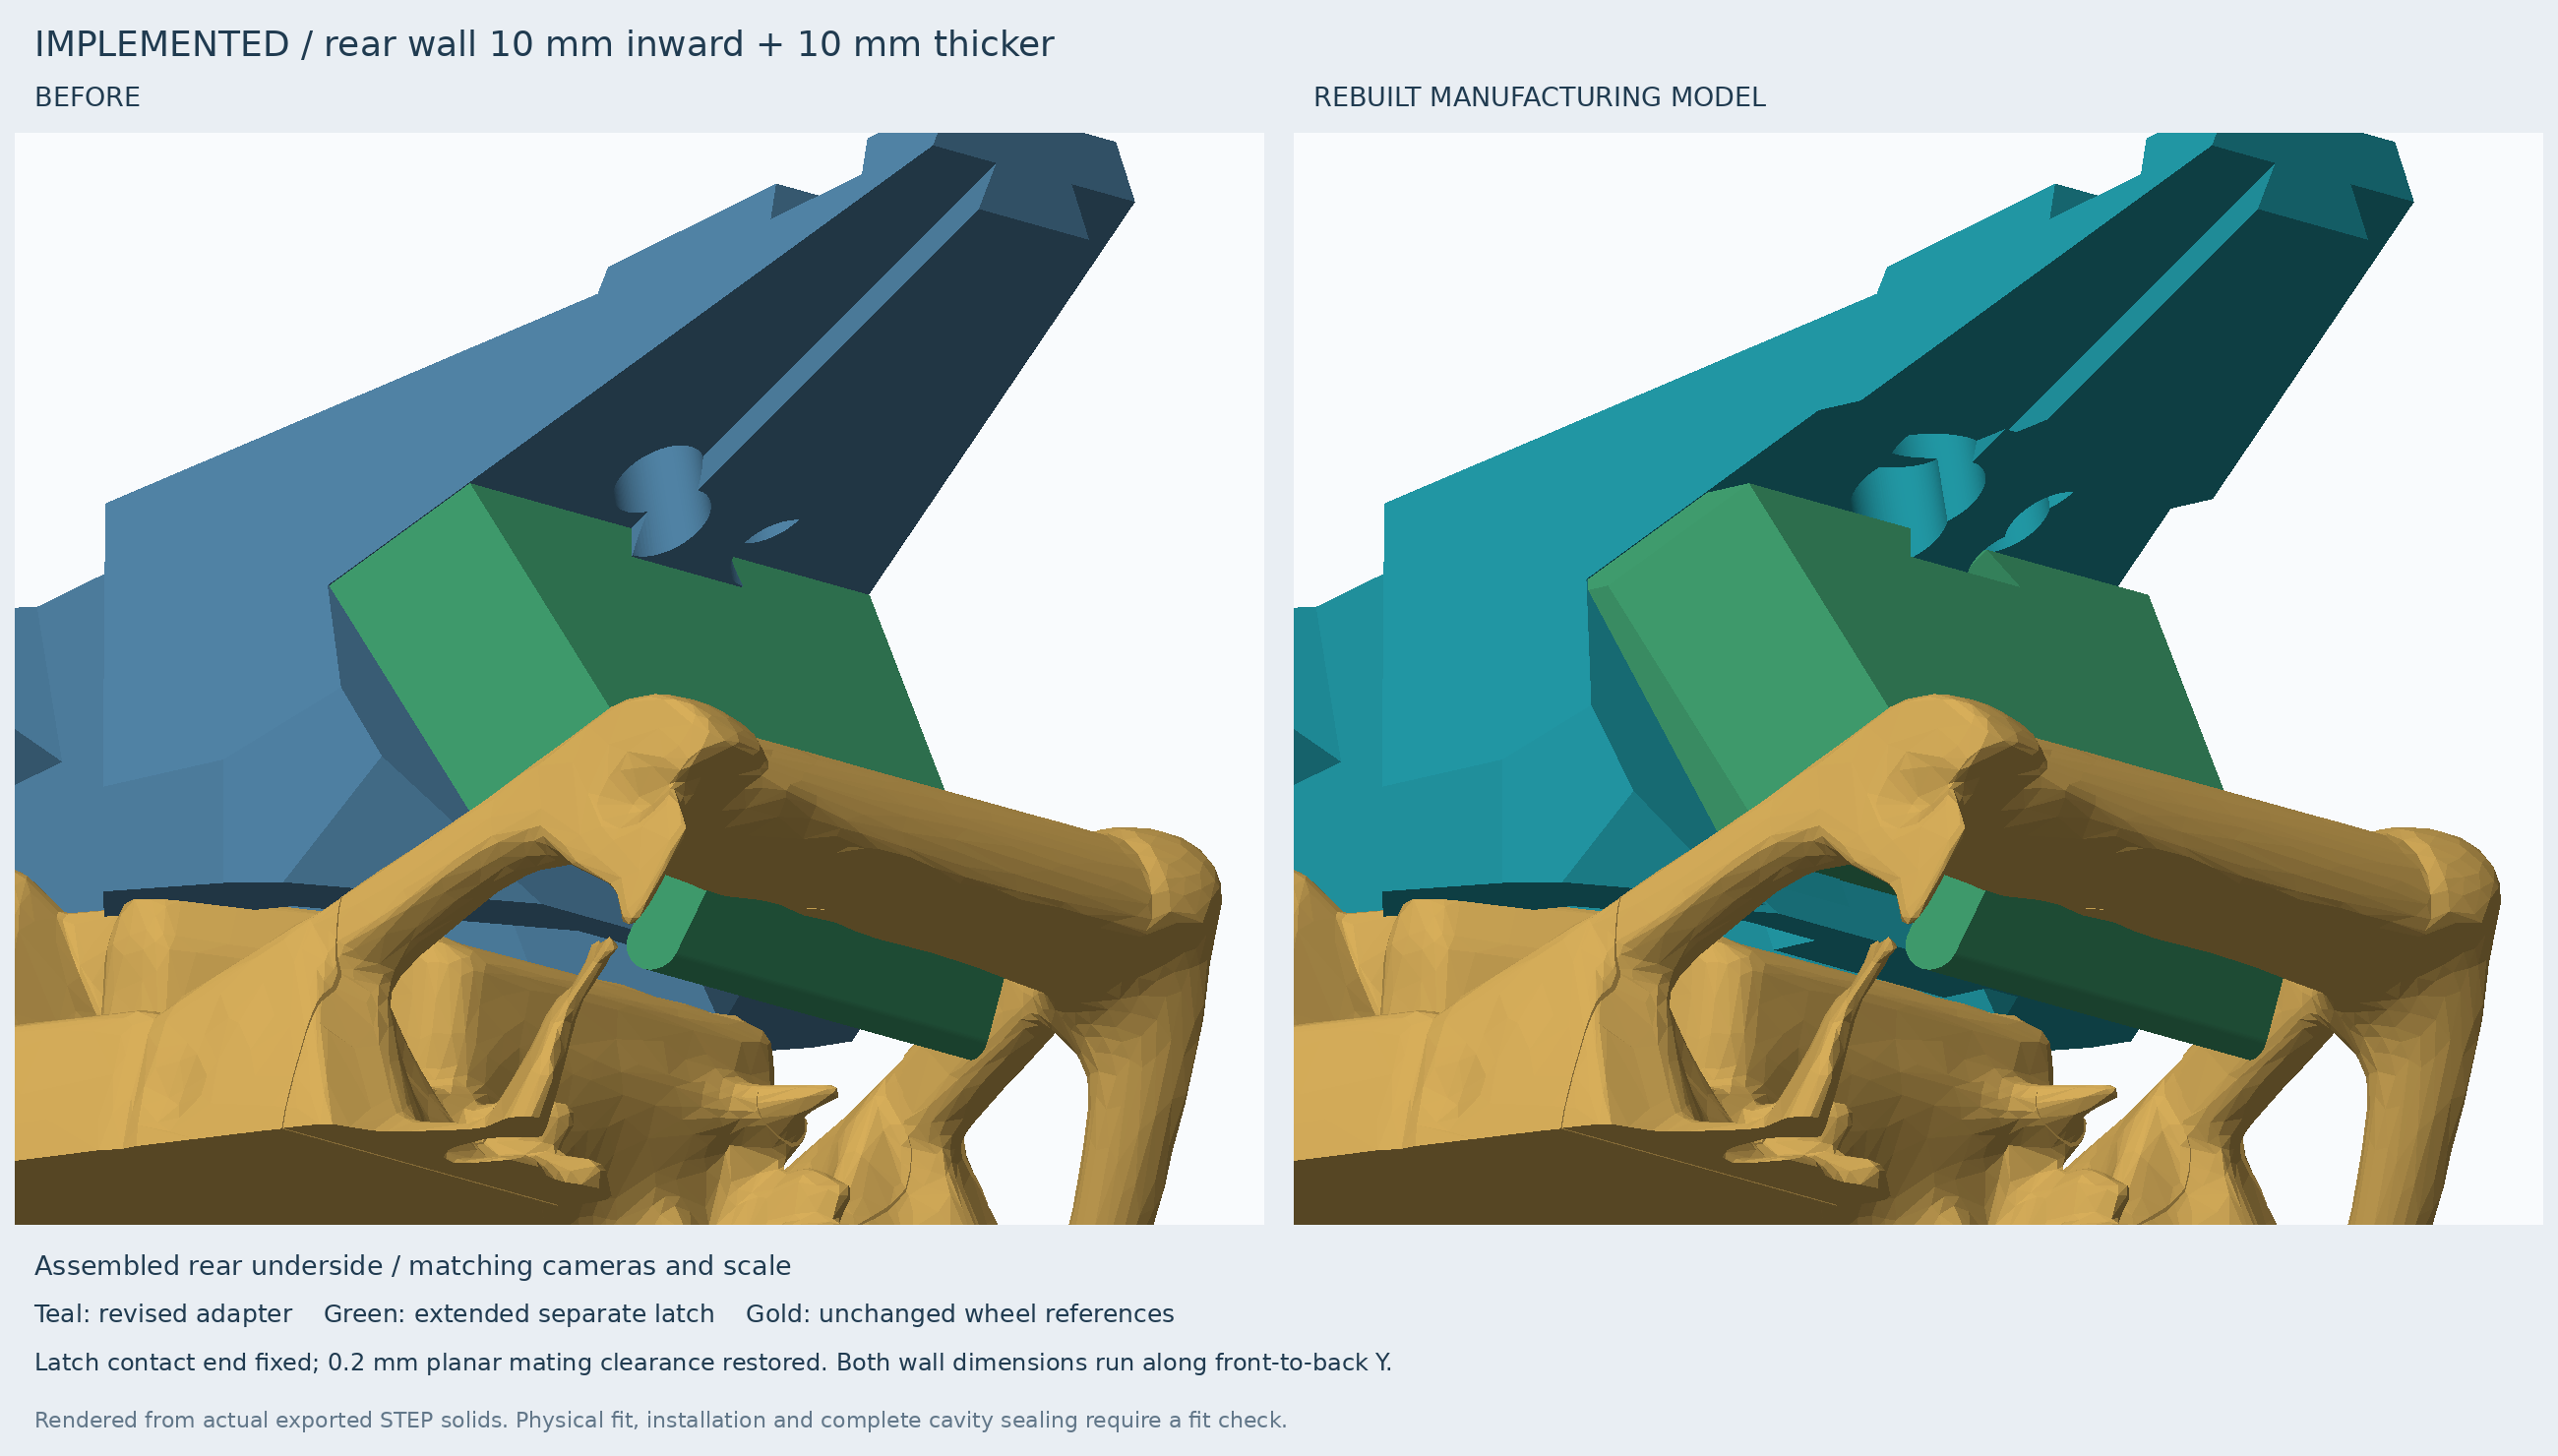 IMPLEMENTED / rear wall 10 mm inward + 10 mm thicker
BEFORE
REBUILT MANUFACTURING MODEL
Assembled rear underside / matching cameras and scale
Teal: revised adapter    Green: extended separate latch    Gold: unchanged wheel references
Latch contact end fixed; 0.2 mm planar mating clearance restored. Both wall dimensions run along front-to-back Y.
Rendered from actual exported STEP solids. Physical fit, installation and complete cavity sealing require a fit check.